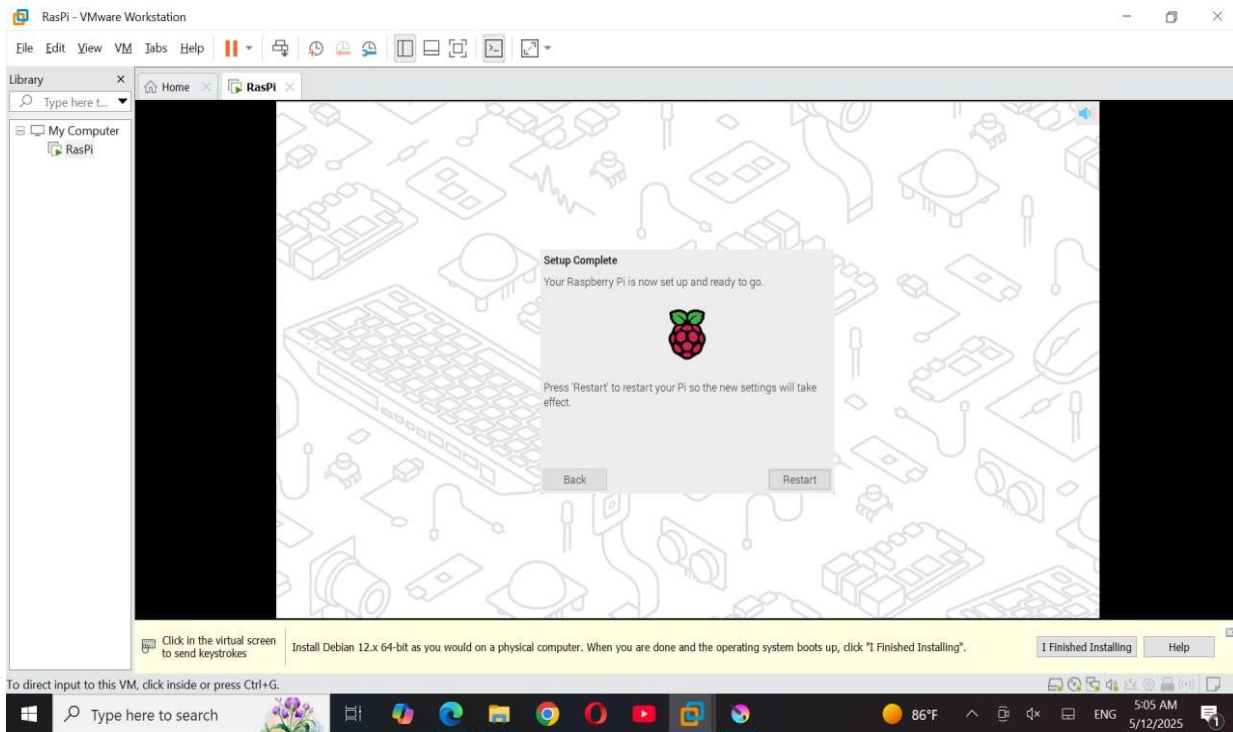 RasPi - VMware Workstation
File Edit View VM Tabs Help
Library
Type here t...
My Computer
RasPi
Home
RasPi
Setup Complete
Your Raspberry Pi is now set up and ready to go.
Press 'Restart' to restart your Pi so the new settings will take
effect.
Back
Restart
Click in the virtual screen
to send keystrokes
Install Debian 12.x 64-bit as you would on a physical computer. When you are done and the operating system boots up, click "I Finished Installing".
I Finished Installing
Help
To direct input to this VM, click inside or press Ctrl+G.
Type here to search
86°F
ENG
5:05 AM
5/12/2025
1